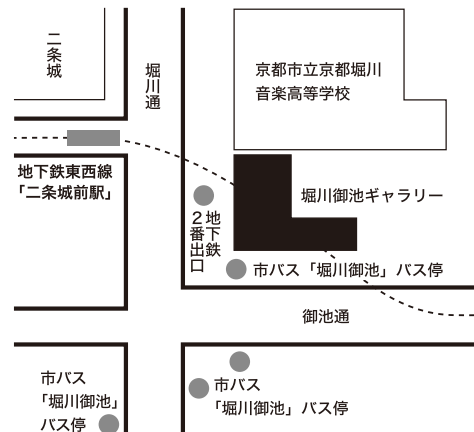 二条城
堀川通
京都市立京都堀川
音楽高等学校
地下鉄東西線
「二条城前駅」
堀川御池ギャラリー
地下鉄
2番出口
市バス「堀川御池」バス停
御池通
市バス
「堀川御池」
バス停
市バス
「堀川御池」バス停